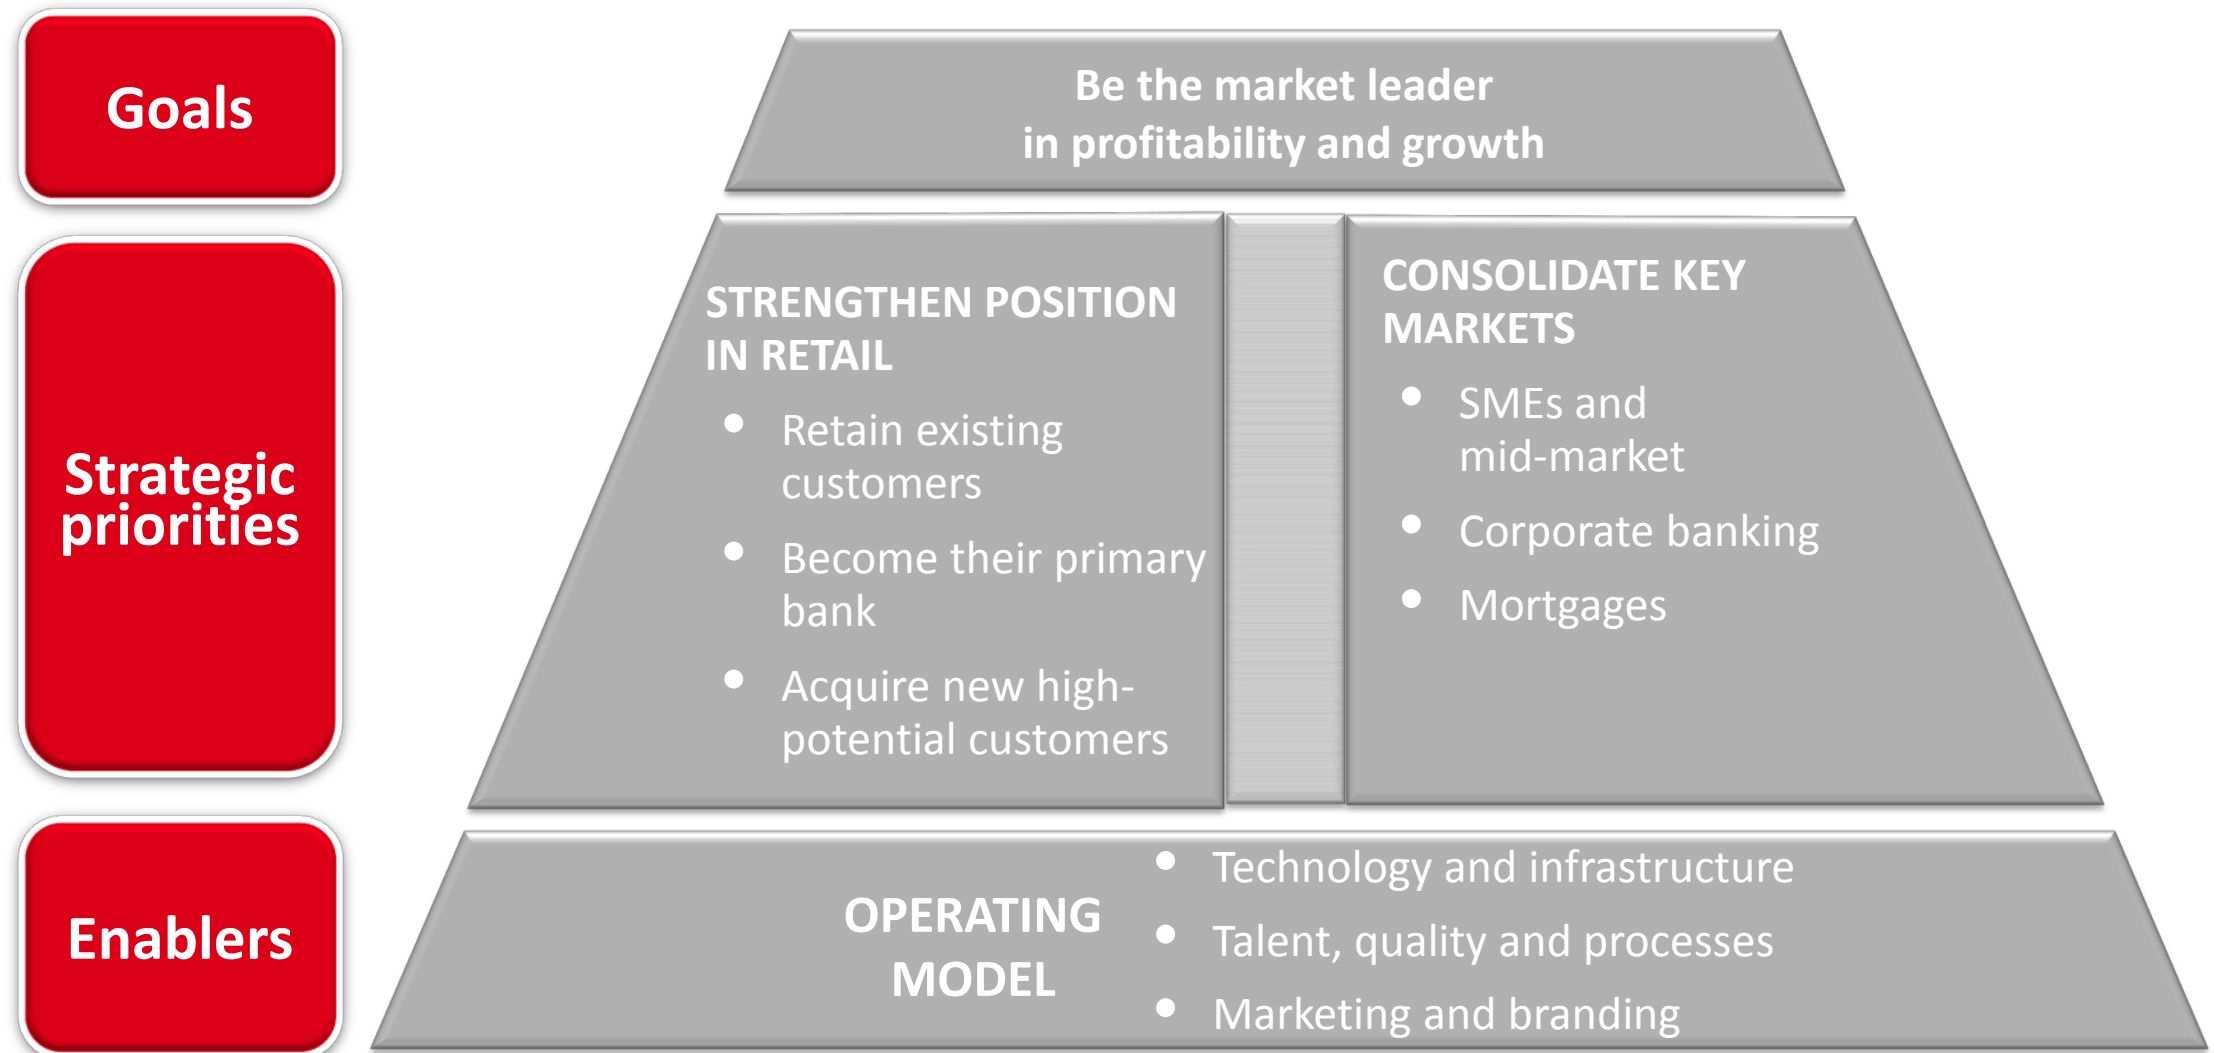 Goals
Be the market leader
in profitability and growth
Strategic
priorities
STRENGTHEN POSITION
IN RETAIL
• Retain existing
customers
• Become their primary
bank
• Acquire new high-
potential customers
CONSOLIDATE KEY
MARKETS
• SMEs and
mid-market
• Corporate banking
• Mortgages
Enablers
OPERATING
MODEL
• Technology and infrastructure
• Talent, quality and processes
• Marketing and branding